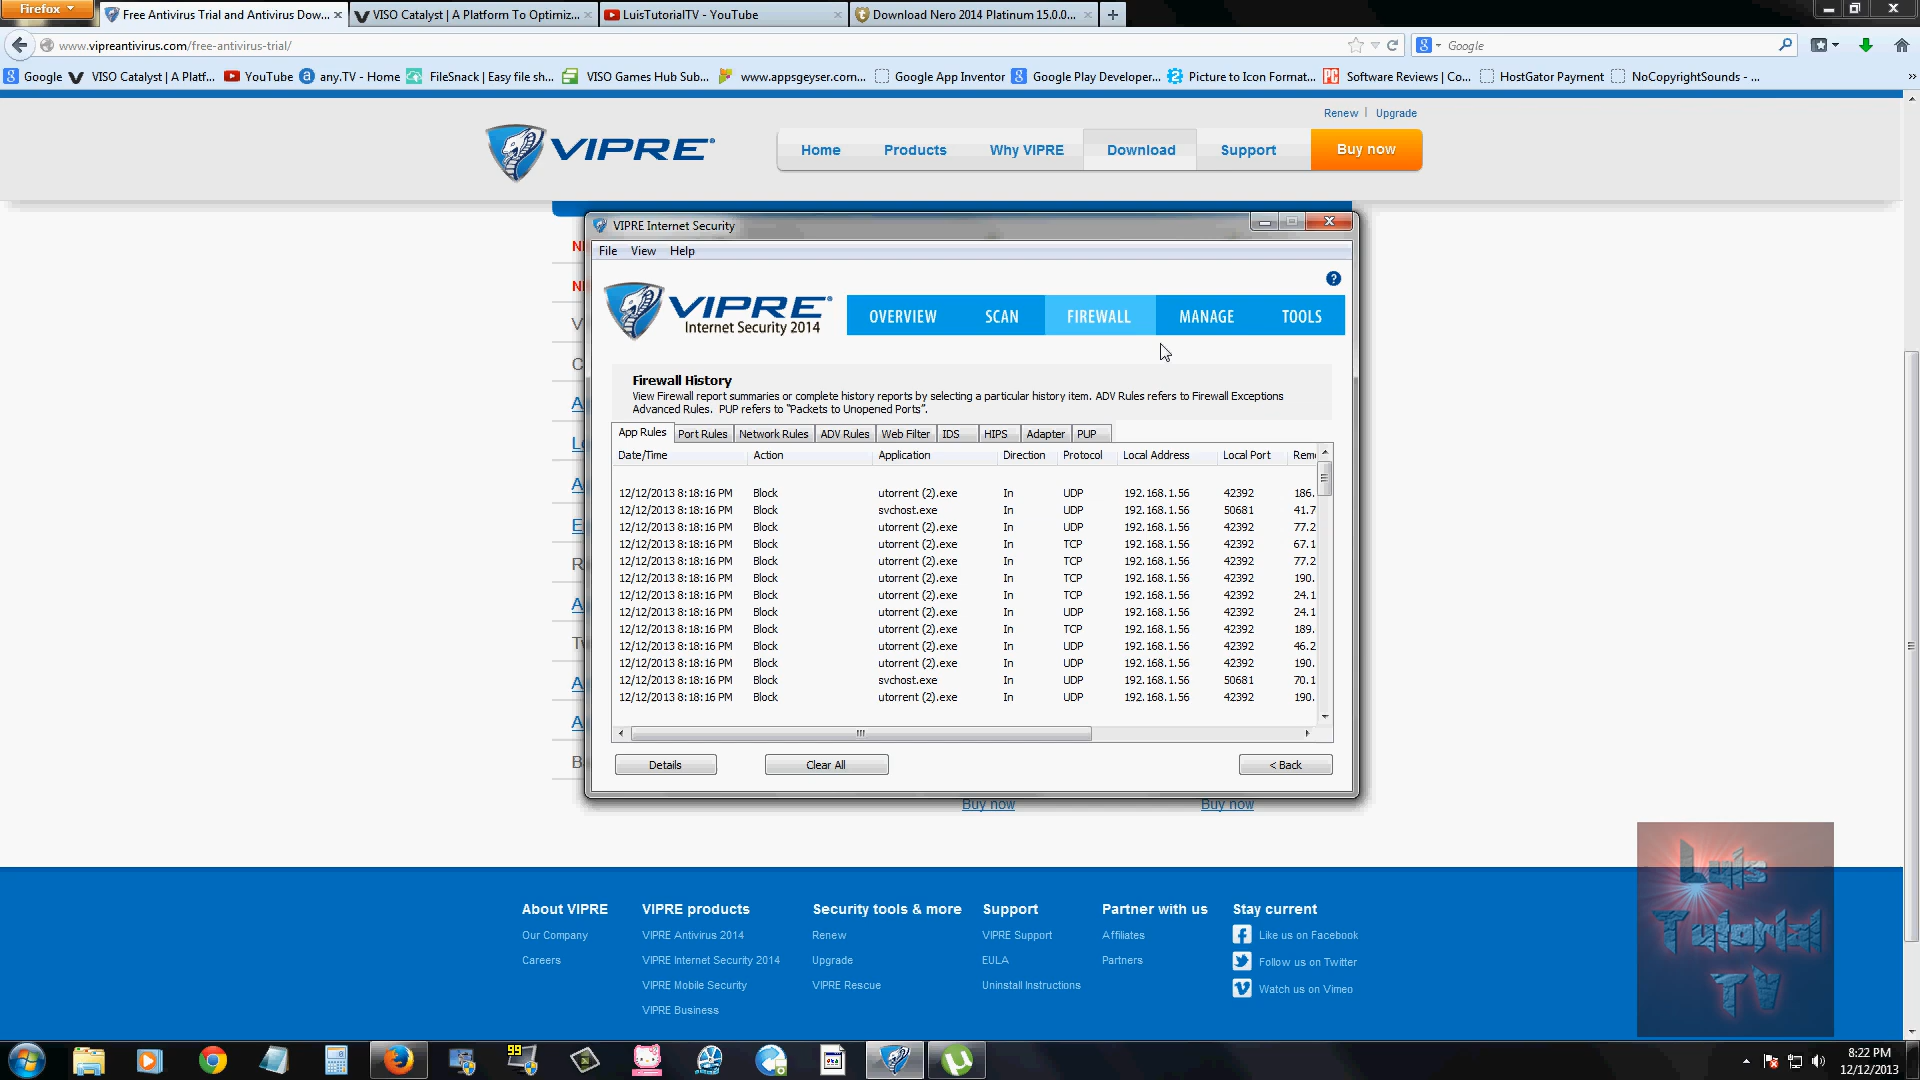 Firefox
Free Antivirus Trial and Antivirus Dow...
VISO Catalyst | A Platform To Optimiz...
LuisTutorialTV - YouTube
Download Nero 2014 Platinum 15.0.0...
www.vipreantivirus.com/free-antivirus-trial/
Google
Google
VISO Catalyst | A Platf...
YouTube
any.TV - Home
FileSnack | Easy file sh...
VISO Games Hub Sub...
www.appsgeyser.com...
Google App Inventor
Google Play Developer...
Picture to Icon Format...
Software Reviews | Co...
HostGator Payment
NoCopyrightSounds - ...
Renew | Upgrade
VIPRE®
Home
Products
Why VIPRE
Download
Support
Buy now
VIPRE Internet Security
File View Help
VIPRE®
Internet Security 2014
OVERVIEW
SCAN
FIREWALL
MANAGE
TOOLS
Firewall History
View Firewall report summaries or complete history reports by selecting a particular history item. ADV Rules refers to Firewall Exceptions
Advanced Rules. PUP refers to "Packets to Unopened Ports".
App Rules Port Rules Network Rules ADV Rules Web Filter IDS HIPS Adapter PUP
Date/Time Action Application Direction Protocol Local Address Local Port Rem
12/12/2013 8:18:16 PM Block utorrent (2).exe In UDP 192.168.1.56 42392 186.
12/12/2013 8:18:16 PM Block svchost.exe In UDP 192.168.1.56 50681 41.7
12/12/2013 8:18:16 PM Block utorrent (2).exe In UDP 192.168.1.56 42392 77.2
12/12/2013 8:18:16 PM Block utorrent (2).exe In TCP 192.168.1.56 42392 67.1
12/12/2013 8:18:16 PM Block utorrent (2).exe In TCP 192.168.1.56 42392 77.2
12/12/2013 8:18:16 PM Block utorrent (2).exe In TCP 192.168.1.56 42392 190.
12/12/2013 8:18:16 PM Block utorrent (2).exe In TCP 192.168.1.56 42392 24.1
12/12/2013 8:18:16 PM Block utorrent (2).exe In UDP 192.168.1.56 42392 24.1
12/12/2013 8:18:16 PM Block utorrent (2).exe In TCP 192.168.1.56 42392 189.
12/12/2013 8:18:16 PM Block utorrent (2).exe In UDP 192.168.1.56 42392 46.2
12/12/2013 8:18:16 PM Block utorrent (2).exe In UDP 192.168.1.56 42392 190.
12/12/2013 8:18:16 PM Block svchost.exe In UDP 192.168.1.56 50681 70.1
12/12/2013 8:18:16 PM Block utorrent (2).exe In UDP 192.168.1.56 42392 190.
Details
Clear All
< Back
Buy now
Buy now
About VIPRE
Our Company
Careers
VIPRE products
VIPRE Antivirus 2014
VIPRE Internet Security 2014
VIPRE Mobile Security
VIPRE Business
Security tools & more
Renew
Upgrade
VIPRE Rescue
Support
VIPRE Support
EULA
Uninstall Instructions
Partner with us
Affiliates
Partners
Stay current
Like us on Facebook
Follow us on Twitter
Watch us on Vimeo
Luis
Tutorial
TV
99
8:22 PM
12/12/2013